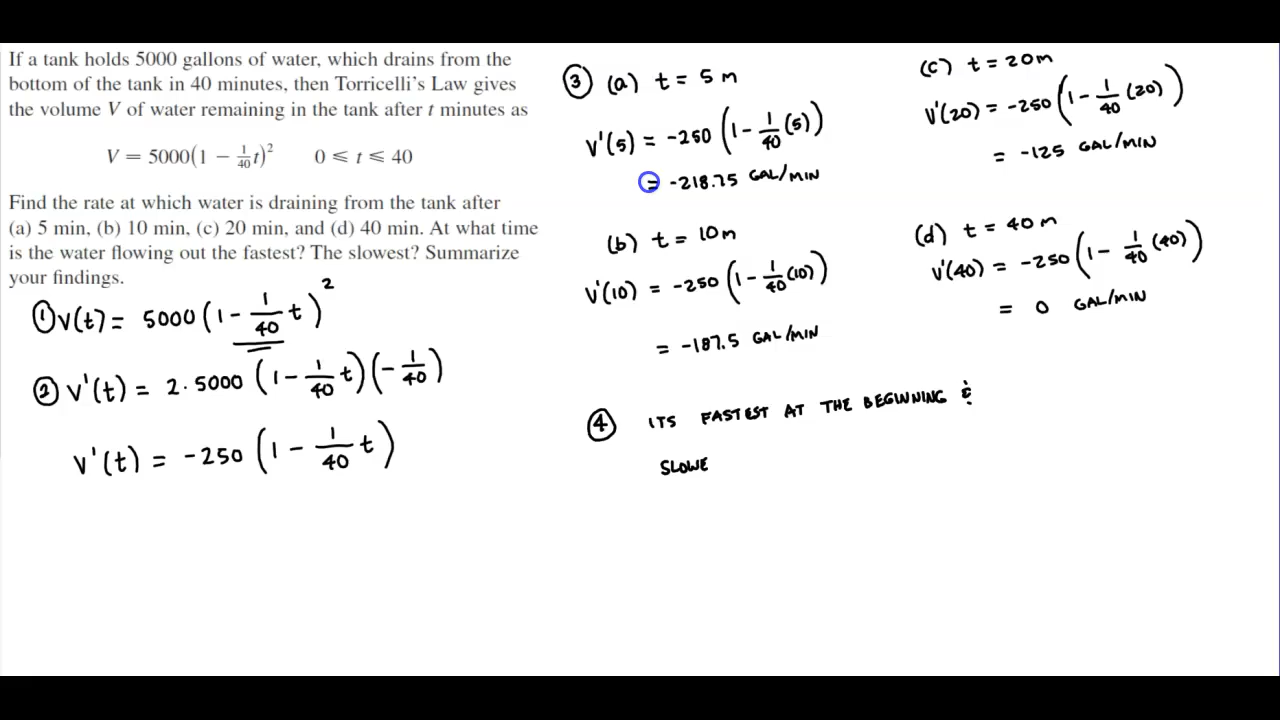 If a tank holds 5000 gallons of water, which drains from the
bottom of the tank in 40 minutes, then Torricelli's Law gives
the volume V of water remaining in the tank after t minutes as
V = 5000(1 − 1/40 t)² 0 ⩽ t ⩽ 40
Find the rate at which water is draining from the tank after
(a) 5 min, (b) 10 min, (c) 20 min, and (d) 40 min. At what time
is the water flowing out the fastest? The slowest? Summarize
your findings.
① V(t) = 5000 (1 − 1/40 t)²
② V'(t) = 2·5000 (1 − 1/40 t)(− 1/40)
V'(t) = −250 (1 − 1/40 t)
③ (a) t = 5 m
V'(5) = −250 (1 − 1/40 (5))
= −218.75 GAL/MIN
(b) t = 10 m
V'(10) = −250 (1 − 1/40 (10))
= −187.5 GAL/MIN
(c) t = 20 m
V'(20) = −250 (1 − 1/40 (20))
= −125 GAL/MIN
(d) t = 40 m
V'(40) = −250 (1 − 1/40 (40))
= 0 GAL/MIN
④ ITS FASTEST AT THE BEGINNING &
SLOWE